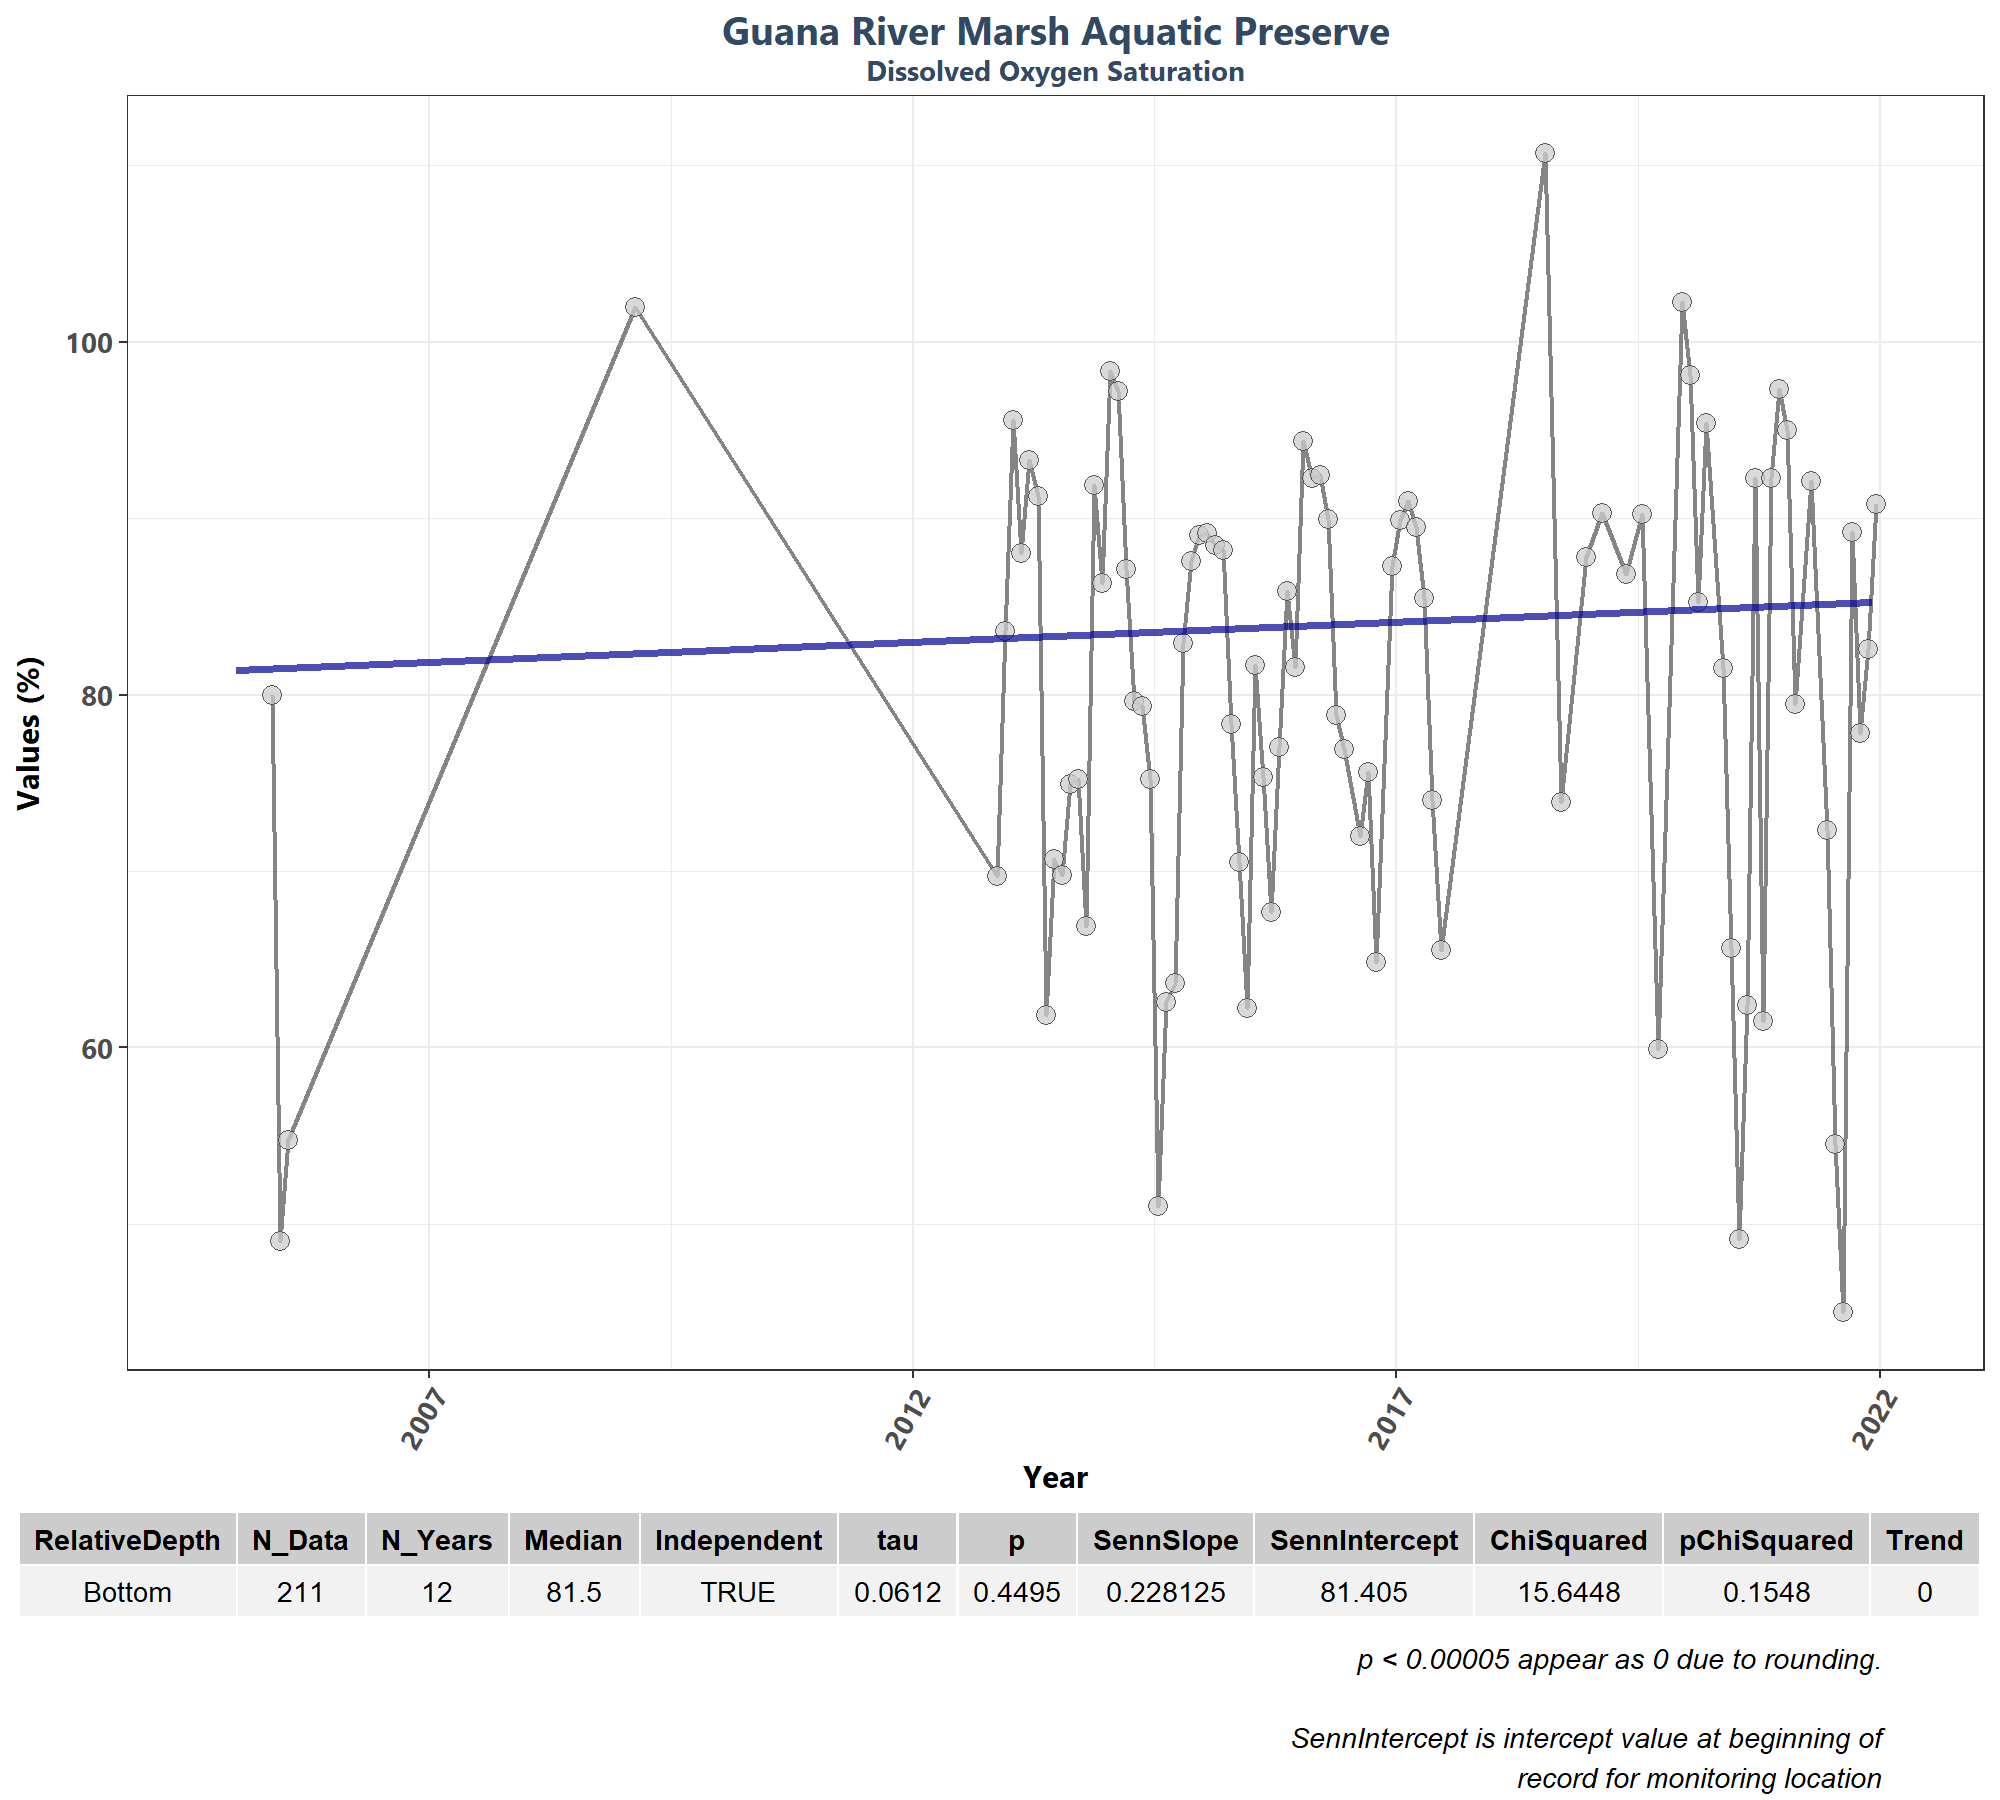 Guana River Marsh Aquatic Preserve
Dissolved Oxygen Saturation
Values (%)
100
80
60
2007
2012
2017
2022
Year
RelativeDepth N_Data N_Years Median Independent tau p SennSlope SennIntercept ChiSquared pChiSquared Trend
Bottom 211 12 81.5 TRUE 0.0612 0.4495 0.228125 81.405 15.6448 0.1548 0
p < 0.00005 appear as 0 due to rounding.
SennIntercept is intercept value at beginning of
record for monitoring location